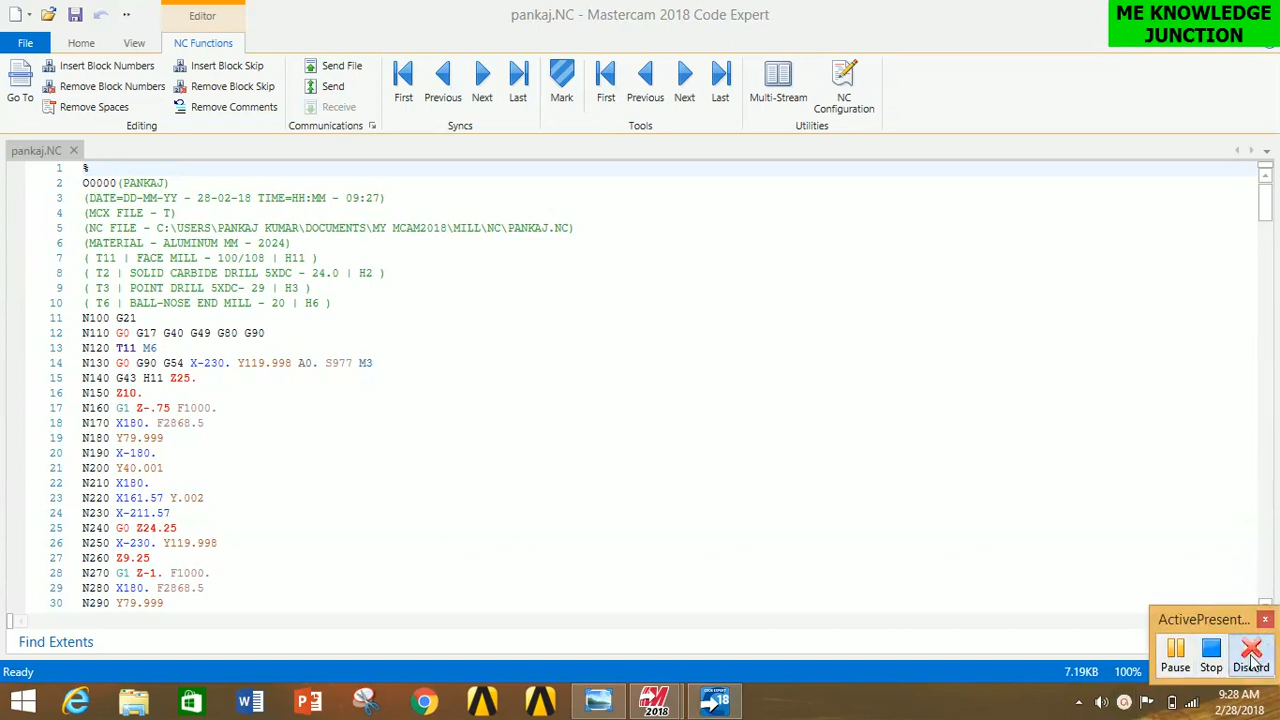 Editor
pankaj.NC - Mastercam 2018 Code Expert
ME KNOWLEDGE
JUNCTION
File Home View NC Functions
Go To
Insert Block Numbers
Remove Block Numbers
Remove Spaces
Insert Block Skip
Remove Block Skip
Remove Comments
Editing
Send File
Send
Receive
Communications
First Previous Next Last
Syncs
Mark First Previous Next Last
Tools
Multi-Stream NC Configuration
Utilities
pankaj.NC
1 %
2 O0000(PANKAJ)
3 (DATE=DD-MM-YY - 28-02-18 TIME=HH:MM - 09:27)
4 (MCX FILE - T)
5 (NC FILE - C:\USERS\PANKAJ KUMAR\DOCUMENTS\MY MCAM2018\MILL\NC\PANKAJ.NC)
6 (MATERIAL - ALUMINUM MM - 2024)
7 ( T11 | FACE MILL - 100/108 | H11 )
8 ( T2 | SOLID CARBIDE DRILL 5XDC - 24.0 | H2 )
9 ( T3 | POINT DRILL 5XDC- 29 | H3 )
10 ( T6 | BALL-NOSE END MILL - 20 | H6 )
11 N100 G21
12 N110 G0 G17 G40 G49 G80 G90
13 N120 T11 M6
14 N130 G0 G90 G54 X-230. Y119.998 A0. S977 M3
15 N140 G43 H11 Z25.
16 N150 Z10.
17 N160 G1 Z-.75 F1000.
18 N170 X180. F2868.5
19 N180 Y79.999
20 N190 X-180.
21 N200 Y40.001
22 N210 X180.
23 N220 X161.57 Y.002
24 N230 X-211.57
25 N240 G0 Z24.25
26 N250 X-230. Y119.998
27 N260 Z9.25
28 N270 G1 Z-1. F1000.
29 N280 X180. F2868.5
30 N290 Y79.999
Find Extents
Ready
7.19KB 100%
ActivePresent...
Pause Stop Discard
2018
CODE EXPERT
18
9:28 AM
2/28/2018